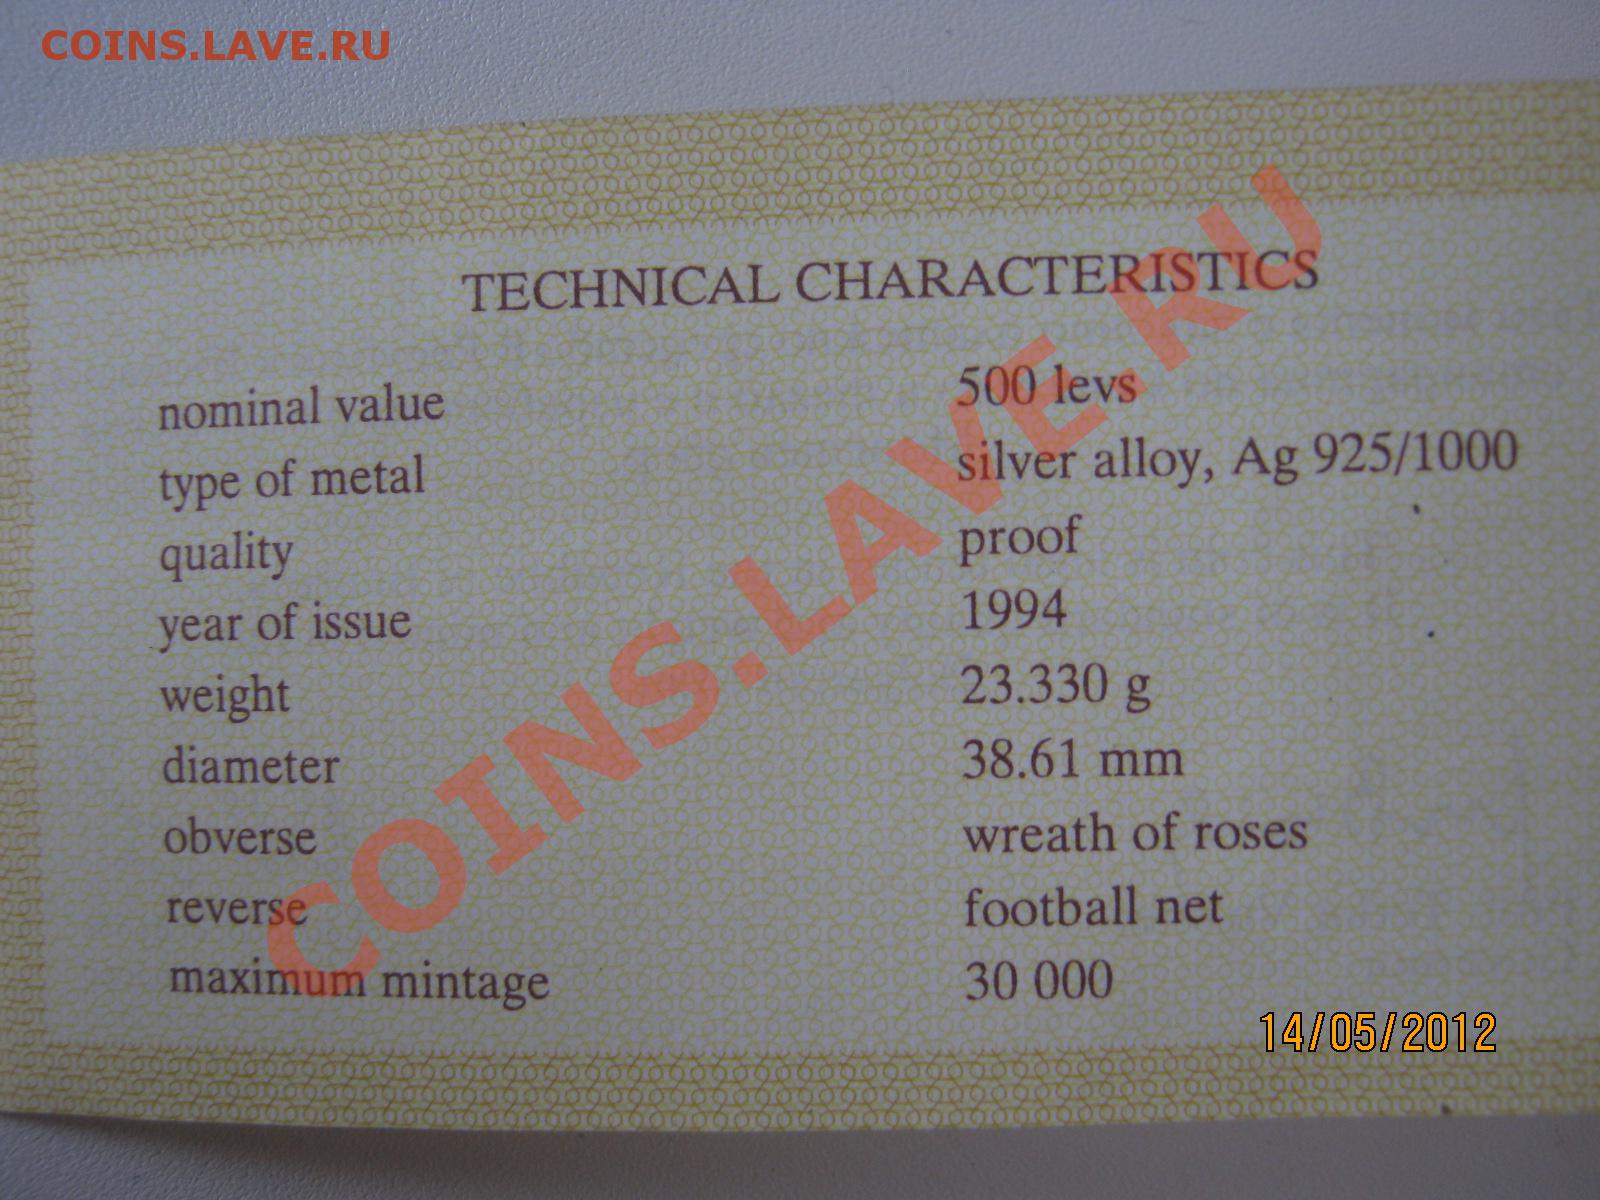 COINS.LAVE.RU
TECHNICAL CHARACTERISTICS
nominal value 500 levs
type of metal silver alloy, Ag 925/1000
quality proof
year of issue 1994
weight 23.330 g
diameter 38.61 mm
obverse wreath of roses
reverse football net
maximum mintage 30 000
COINS.LAVE.RU
14/05/2012